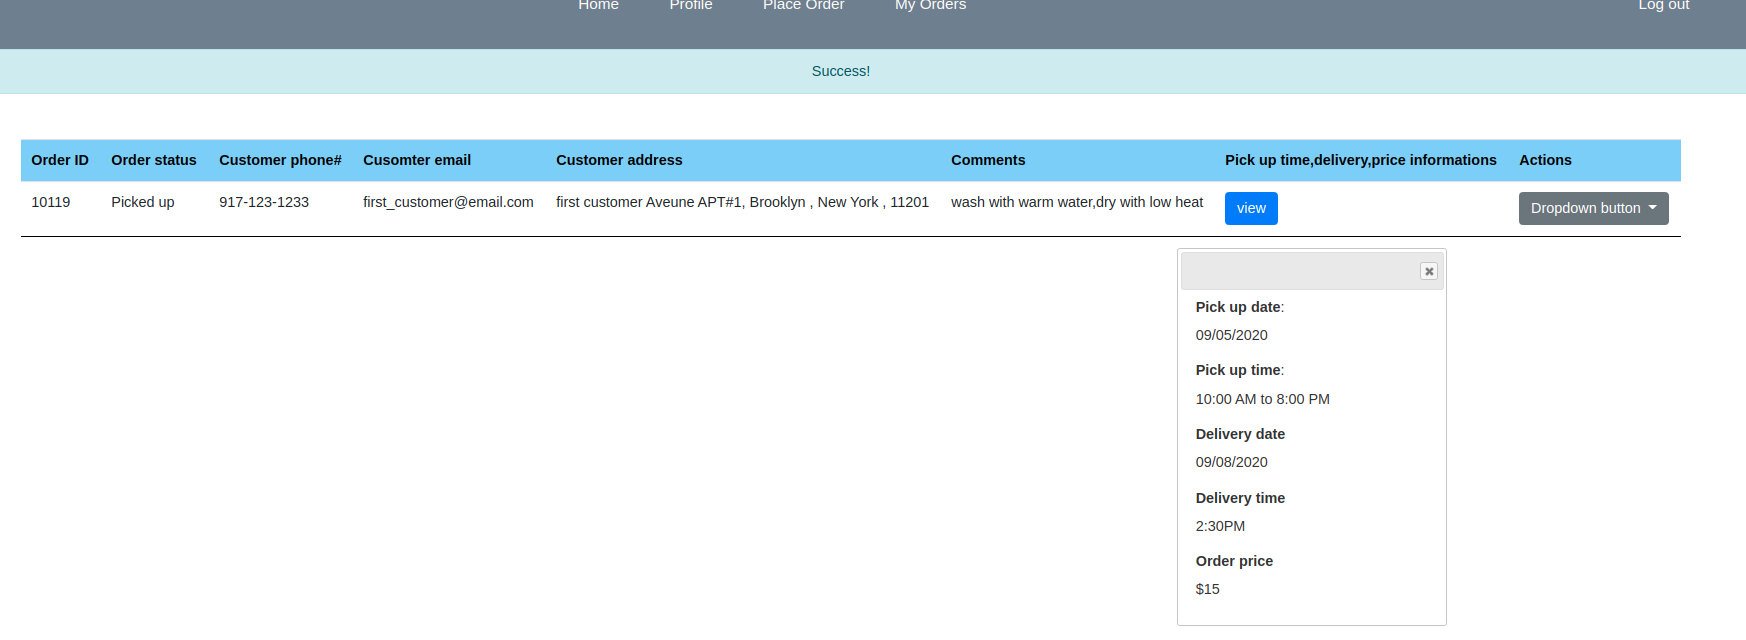 Home Profile Place Order My Orders Log out
Success!
Order ID Order status Customer phone# Cusomter email Customer address Comments Pick up time,delivery,price informations Actions
10119 Picked up 917-123-1233 first_customer@email.com first customer Aveune APT#1, Brooklyn , New York , 11201 wash with warm water,dry with low heat view Dropdown button
Pick up date:
09/05/2020
Pick up time:
10:00 AM to 8:00 PM
Delivery date
09/08/2020
Delivery time
2:30PM
Order price
$15